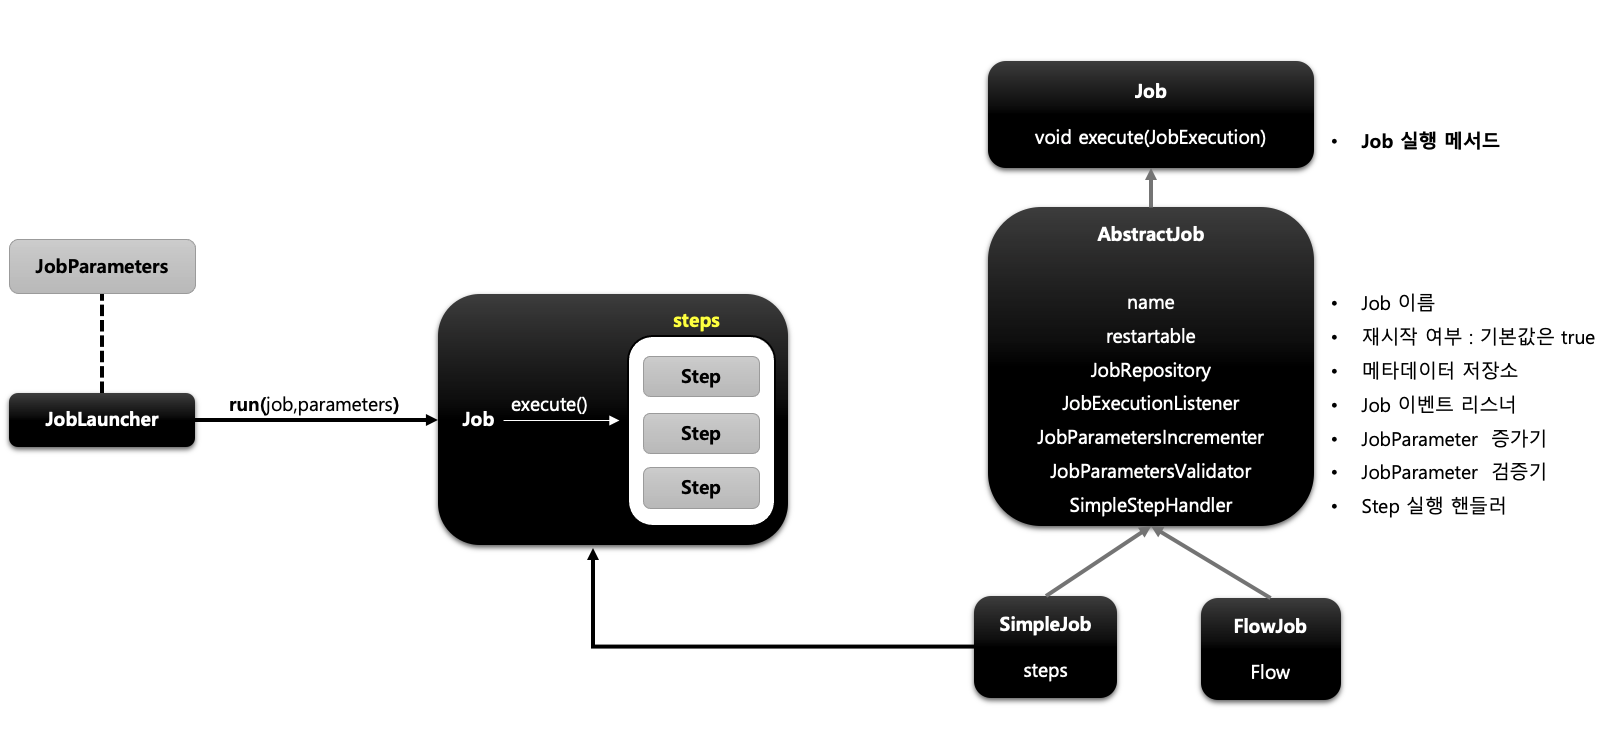 JobParameters
JobLauncher
run(job,parameters)
Job
execute()
steps
Step
Step
Step
Job
void execute(JobExecution)
• Job 실행 메서드
AbstractJob
name
• Job 이름
restartable
• 재시작 여부 : 기본값은 true
JobRepository
• 메타데이터 저장소
JobExecutionListener
• Job 이벤트 리스너
JobParametersIncrementer
• JobParameter 증가기
JobParametersValidator
• JobParameter 검증기
SimpleStepHandler
• Step 실행 핸들러
SimpleJob
steps
FlowJob
Flow